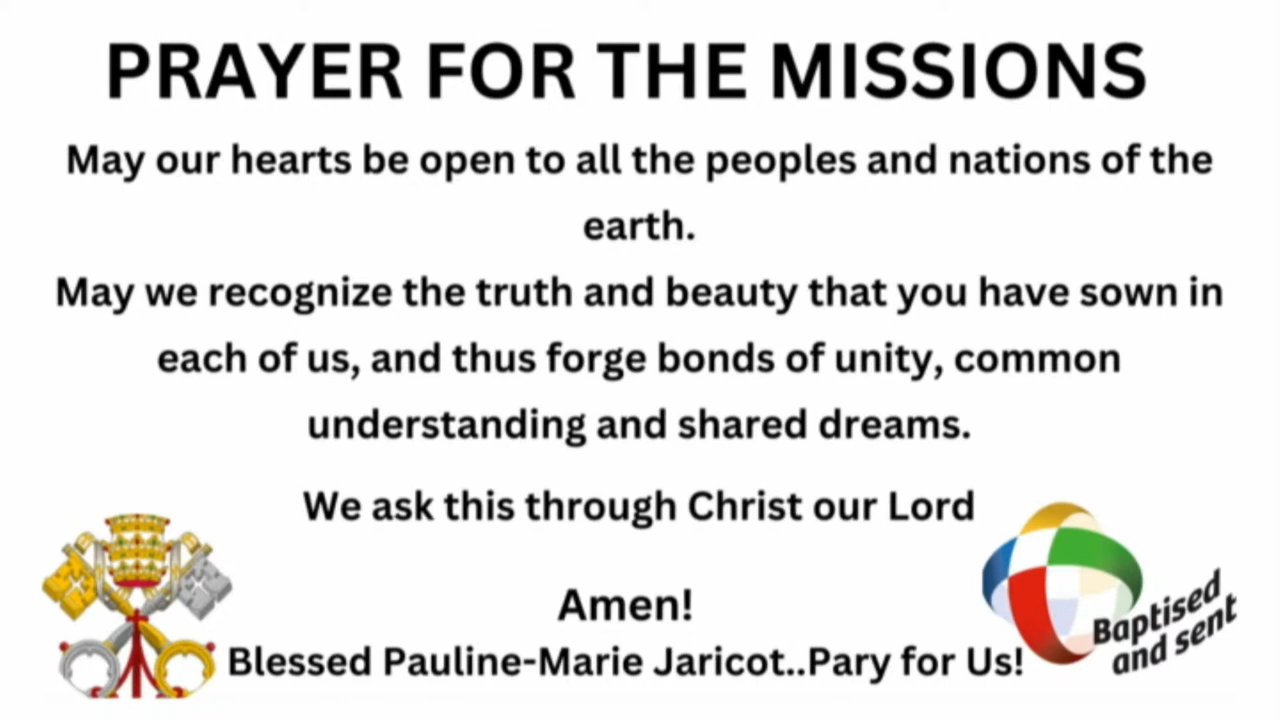 PRAYER FOR THE MISSIONS
May our hearts be open to all the peoples and nations of the
earth.
May we recognize the truth and beauty that you have sown in
each of us, and thus forge bonds of unity, common
understanding and shared dreams.
We ask this through Christ our Lord
Amen!
Blessed Pauline-Marie Jaricot..Pary for Us!
Baptised
and sent